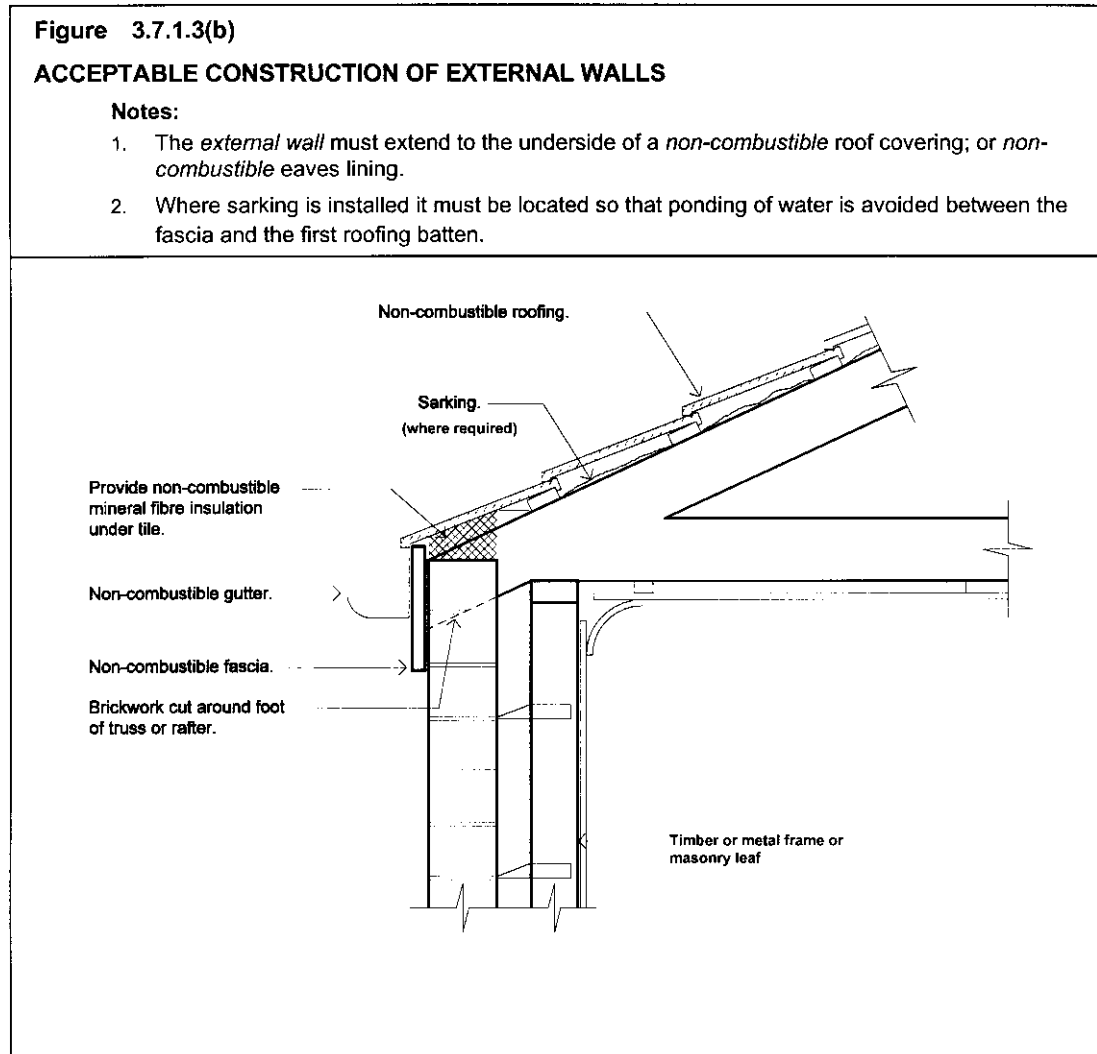 Figure 3.7.1.3(b)
ACCEPTABLE CONSTRUCTION OF EXTERNAL WALLS
Notes:
1. The external wall must extend to the underside of a non-combustible roof covering; or non-
combustible eaves lining.
2. Where sarking is installed it must be located so that ponding of water is avoided between the
fascia and the first roofing batten.
Non-combustible roofing.
Sarking.
(where required)
Provide non-combustible
mineral fibre insulation
under tile.
Non-combustible gutter.
Non-combustible fascia.
Brickwork cut around foot
of truss or rafter.
Timber or metal frame or
masonry leaf